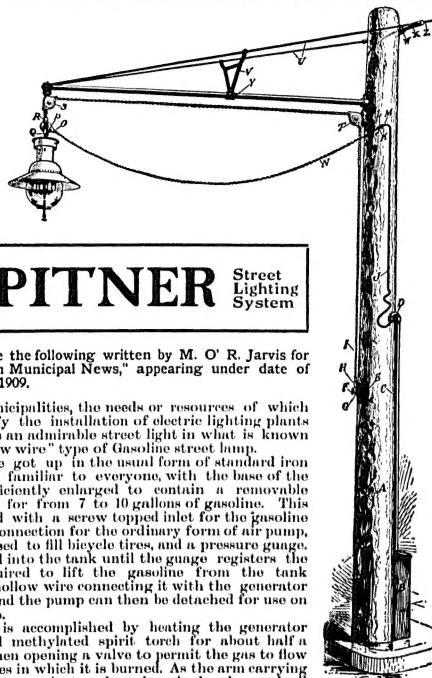 PITNER
Street
Lighting
System
e the following written by M. O' R. Jarvis for
n Municipal News," appearing under date of
1909.
nicipalities, the needs or resources of which
fy the installation of electric lighting plants
s an admirable street light in what is known
w wire" type of Gasoline street lamp.
e got up in the usual form of standard iron
familiar to everyone, with the base of the
ficiently enlarged to contain a removable
for from 7 to 10 gallons of gasoline. This
d with a screw topped inlet for the gasoline
connection for the ordinary form of air pump,
sed to fill bicycle tires, and a pressure guage.
d into the tank until the guage registers the
uired to lift the gasoline from the tank
hollow wire connecting it with the generator
nd the pump can then be detached for use on
p.
is accomplished by heating the generator
l methylated spirit torch for about half a
hen opening a valve to permit the gas to flow
es in which it is burned. As the arm carrying